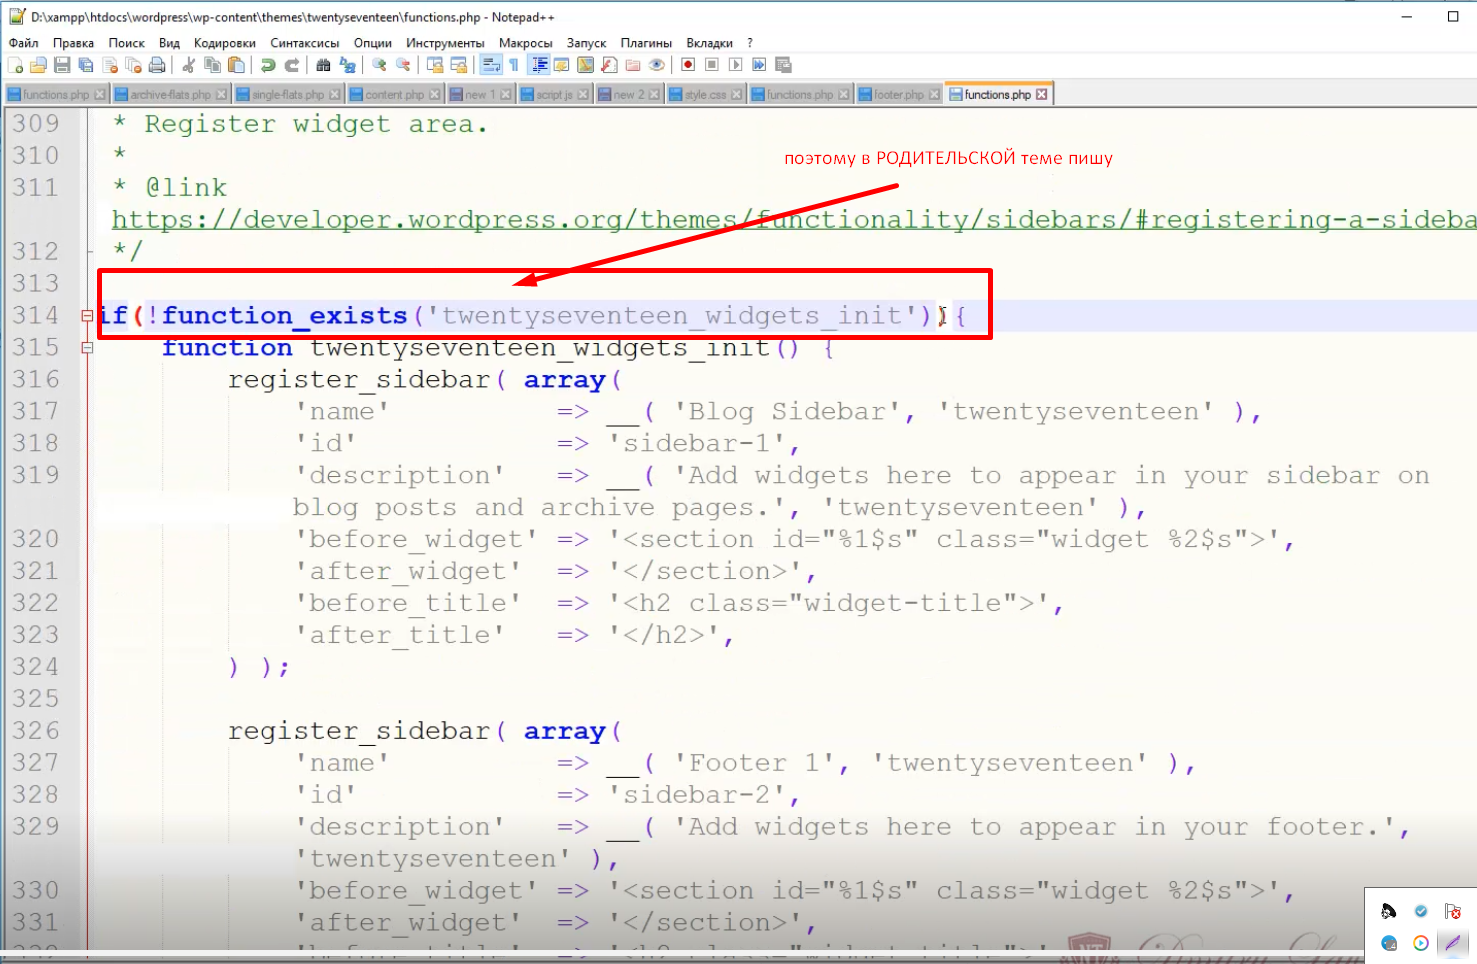 D:\xampp\htdocs\wordpress\wp-content\themes\twentyseventeen\functions.php - Notepad++
Файл Правка Поиск Вид Кодировки Синтаксисы Опции Инструменты Макросы Запуск Плагины Вкладки ?
functions.php archive-flats.php single-flats.php content.php new 1 script.js new 2 style.css functions.php footer.php functions.php
309 * Register widget area.
поэтому в РОДИТЕЛЬСКОЙ теме пишу
310 *
311 * @link
https://developer.wordpress.org/themes/functionality/sidebars/#registering-a-sideba
312 */
313
314 if(!function_exists('twentyseventeen_widgets_init')){
315 function twentyseventeen_widgets_init() {
316 register_sidebar( array(
317 'name' => __( 'Blog Sidebar', 'twentyseventeen' ),
318 'id' => 'sidebar-1',
319 'description' => __( 'Add widgets here to appear in your sidebar on
blog posts and archive pages.', 'twentyseventeen' ),
320 'before_widget' => '<section id="%1$s" class="widget %2$s">',
321 'after_widget' => '</section>',
322 'before_title' => '<h2 class="widget-title">',
323 'after_title' => '</h2>',
324 ) );
325
326 register_sidebar( array(
327 'name' => __( 'Footer 1', 'twentyseventeen' ),
328 'id' => 'sidebar-2',
329 'description' => __( 'Add widgets here to appear in your footer.',
'twentyseventeen' ),
330 'before_widget' => '<section id="%1$s" class="widget %2$s">',
331 'after_widget' => '</section>',